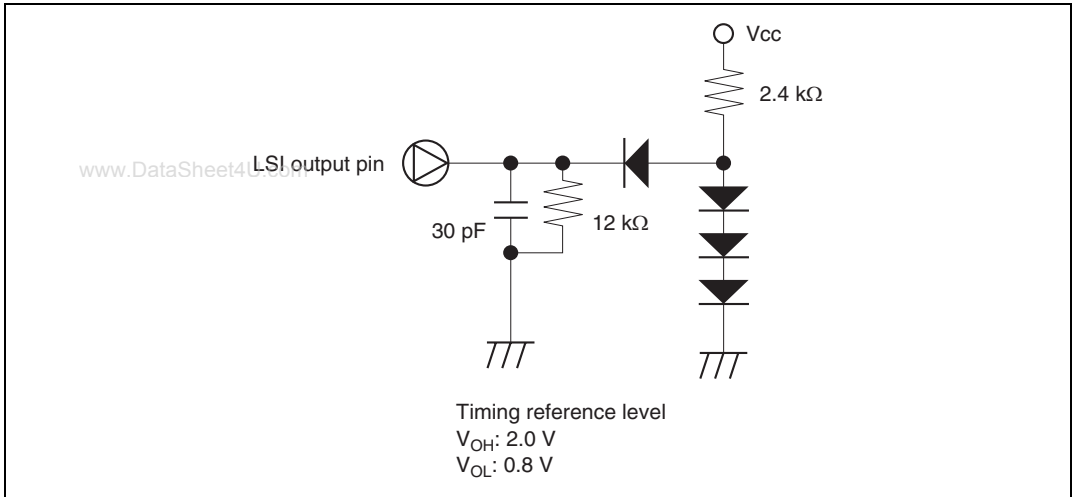 Vcc
2.4 kΩ
www.DataSheet4U.com
LSI output pin
30 pF
12 kΩ
Timing reference level
VOH: 2.0 V
VOL: 0.8 V